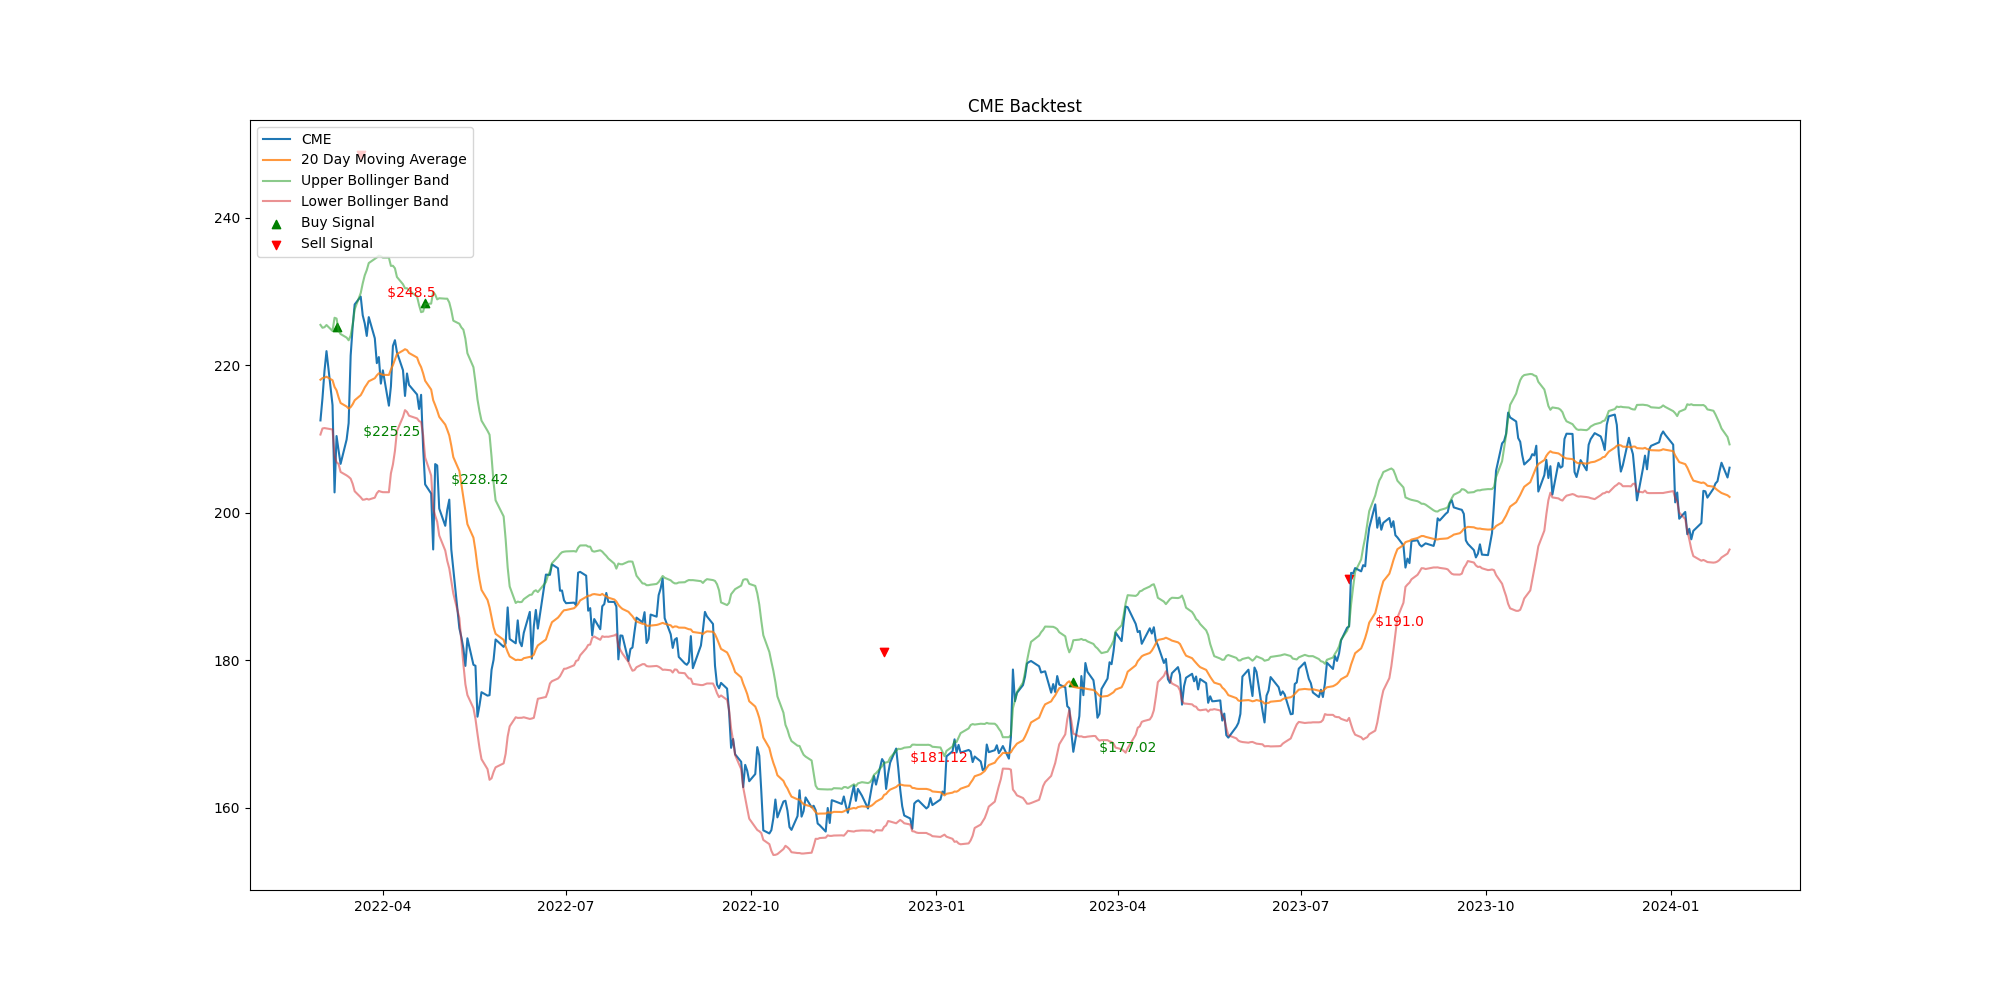 CME Backtest
CME
20 Day Moving Average
Upper Bollinger Band
Lower Bollinger Band
Buy Signal
Sell Signal
240
220
200
180
160
$248.5
$225.25
$228.42
$191.0
$177.02
$181.12
2022-04
2022-07
2022-10
2023-01
2023-04
2023-07
2023-10
2024-01